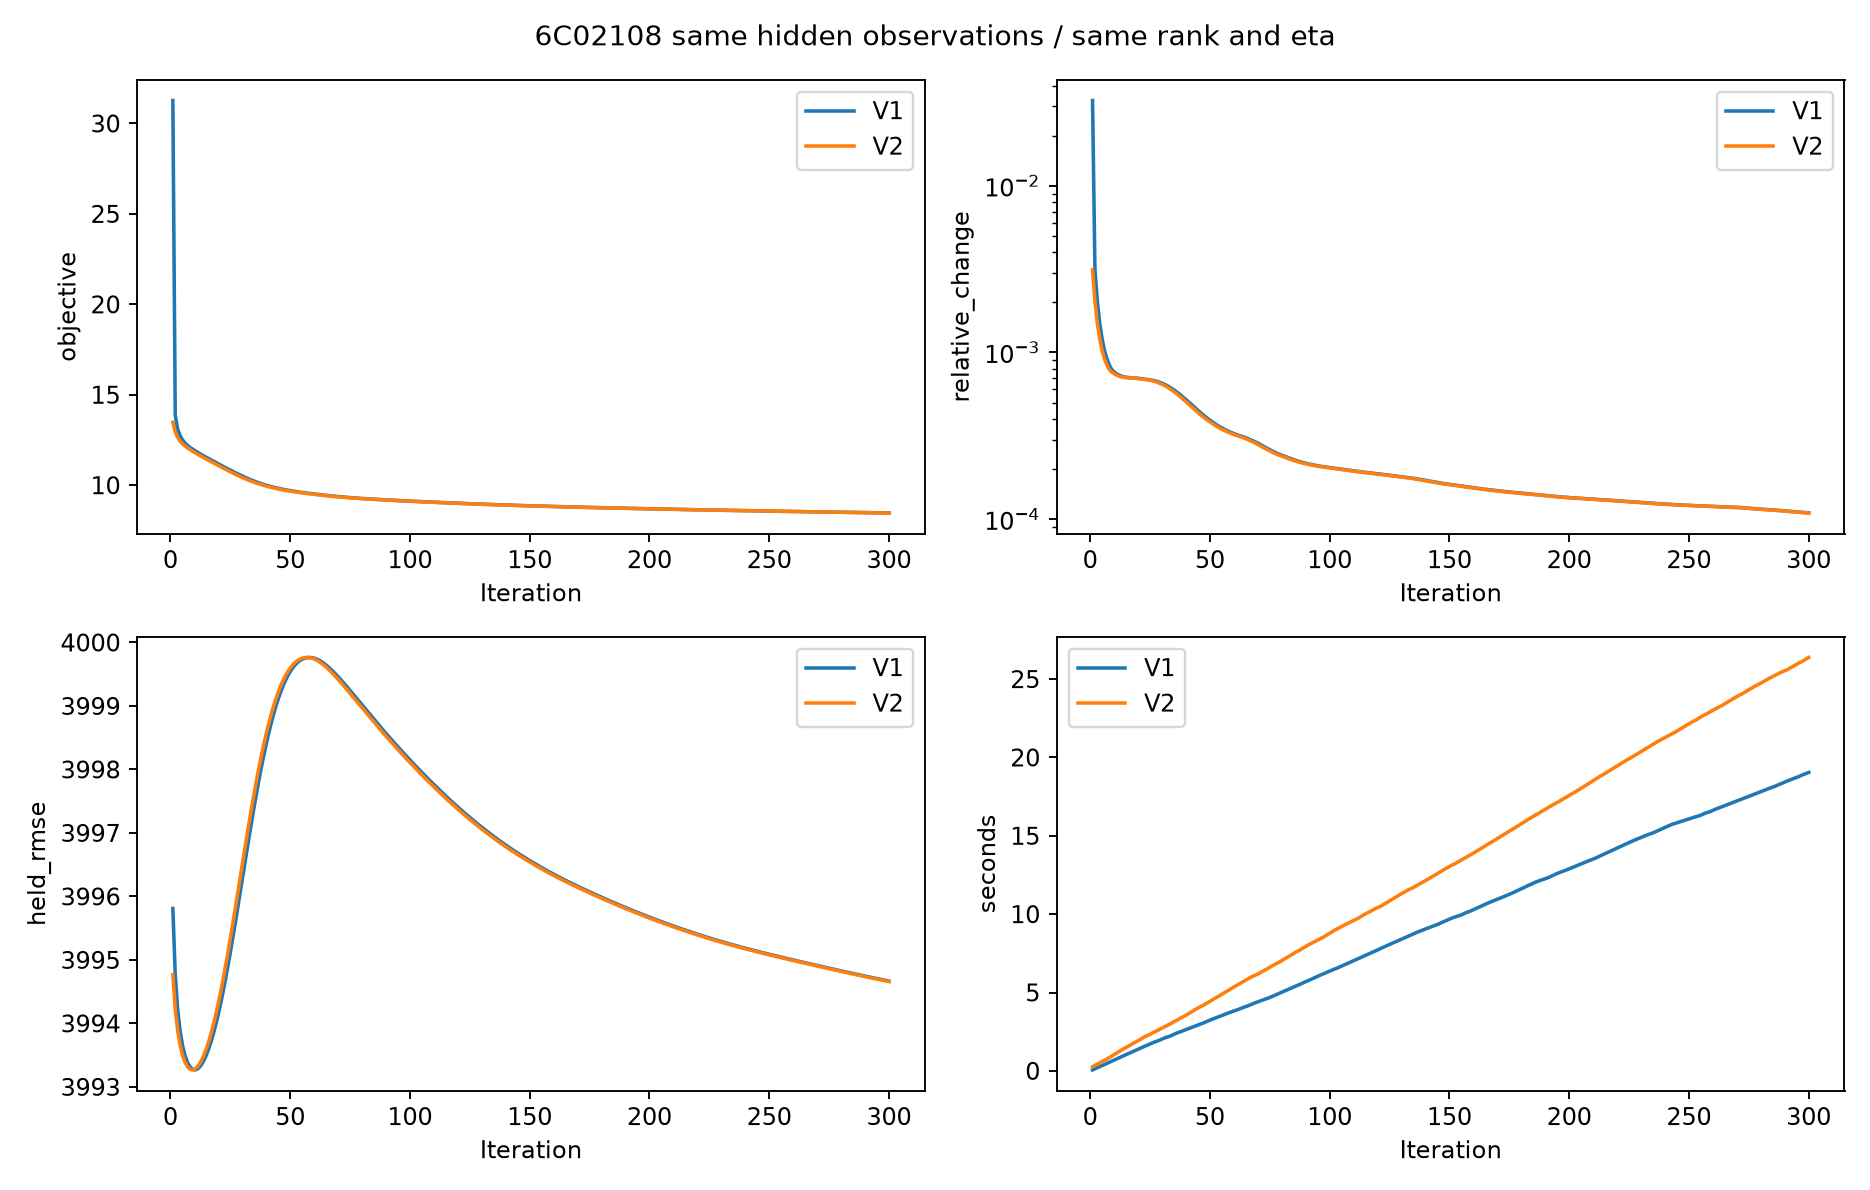 6C02108 same hidden observations / same rank and eta
objective
30
25
20
15
10
0 50 100 150 200 250 300
Iteration
V1
V2
relative_change
10⁻²
10⁻³
10⁻⁴
0 50 100 150 200 250 300
Iteration
V1
V2
held_rmse
4000
3999
3998
3997
3996
3995
3994
3993
0 50 100 150 200 250 300
Iteration
V1
V2
seconds
25
20
15
10
5
0
0 50 100 150 200 250 300
Iteration
V1
V2